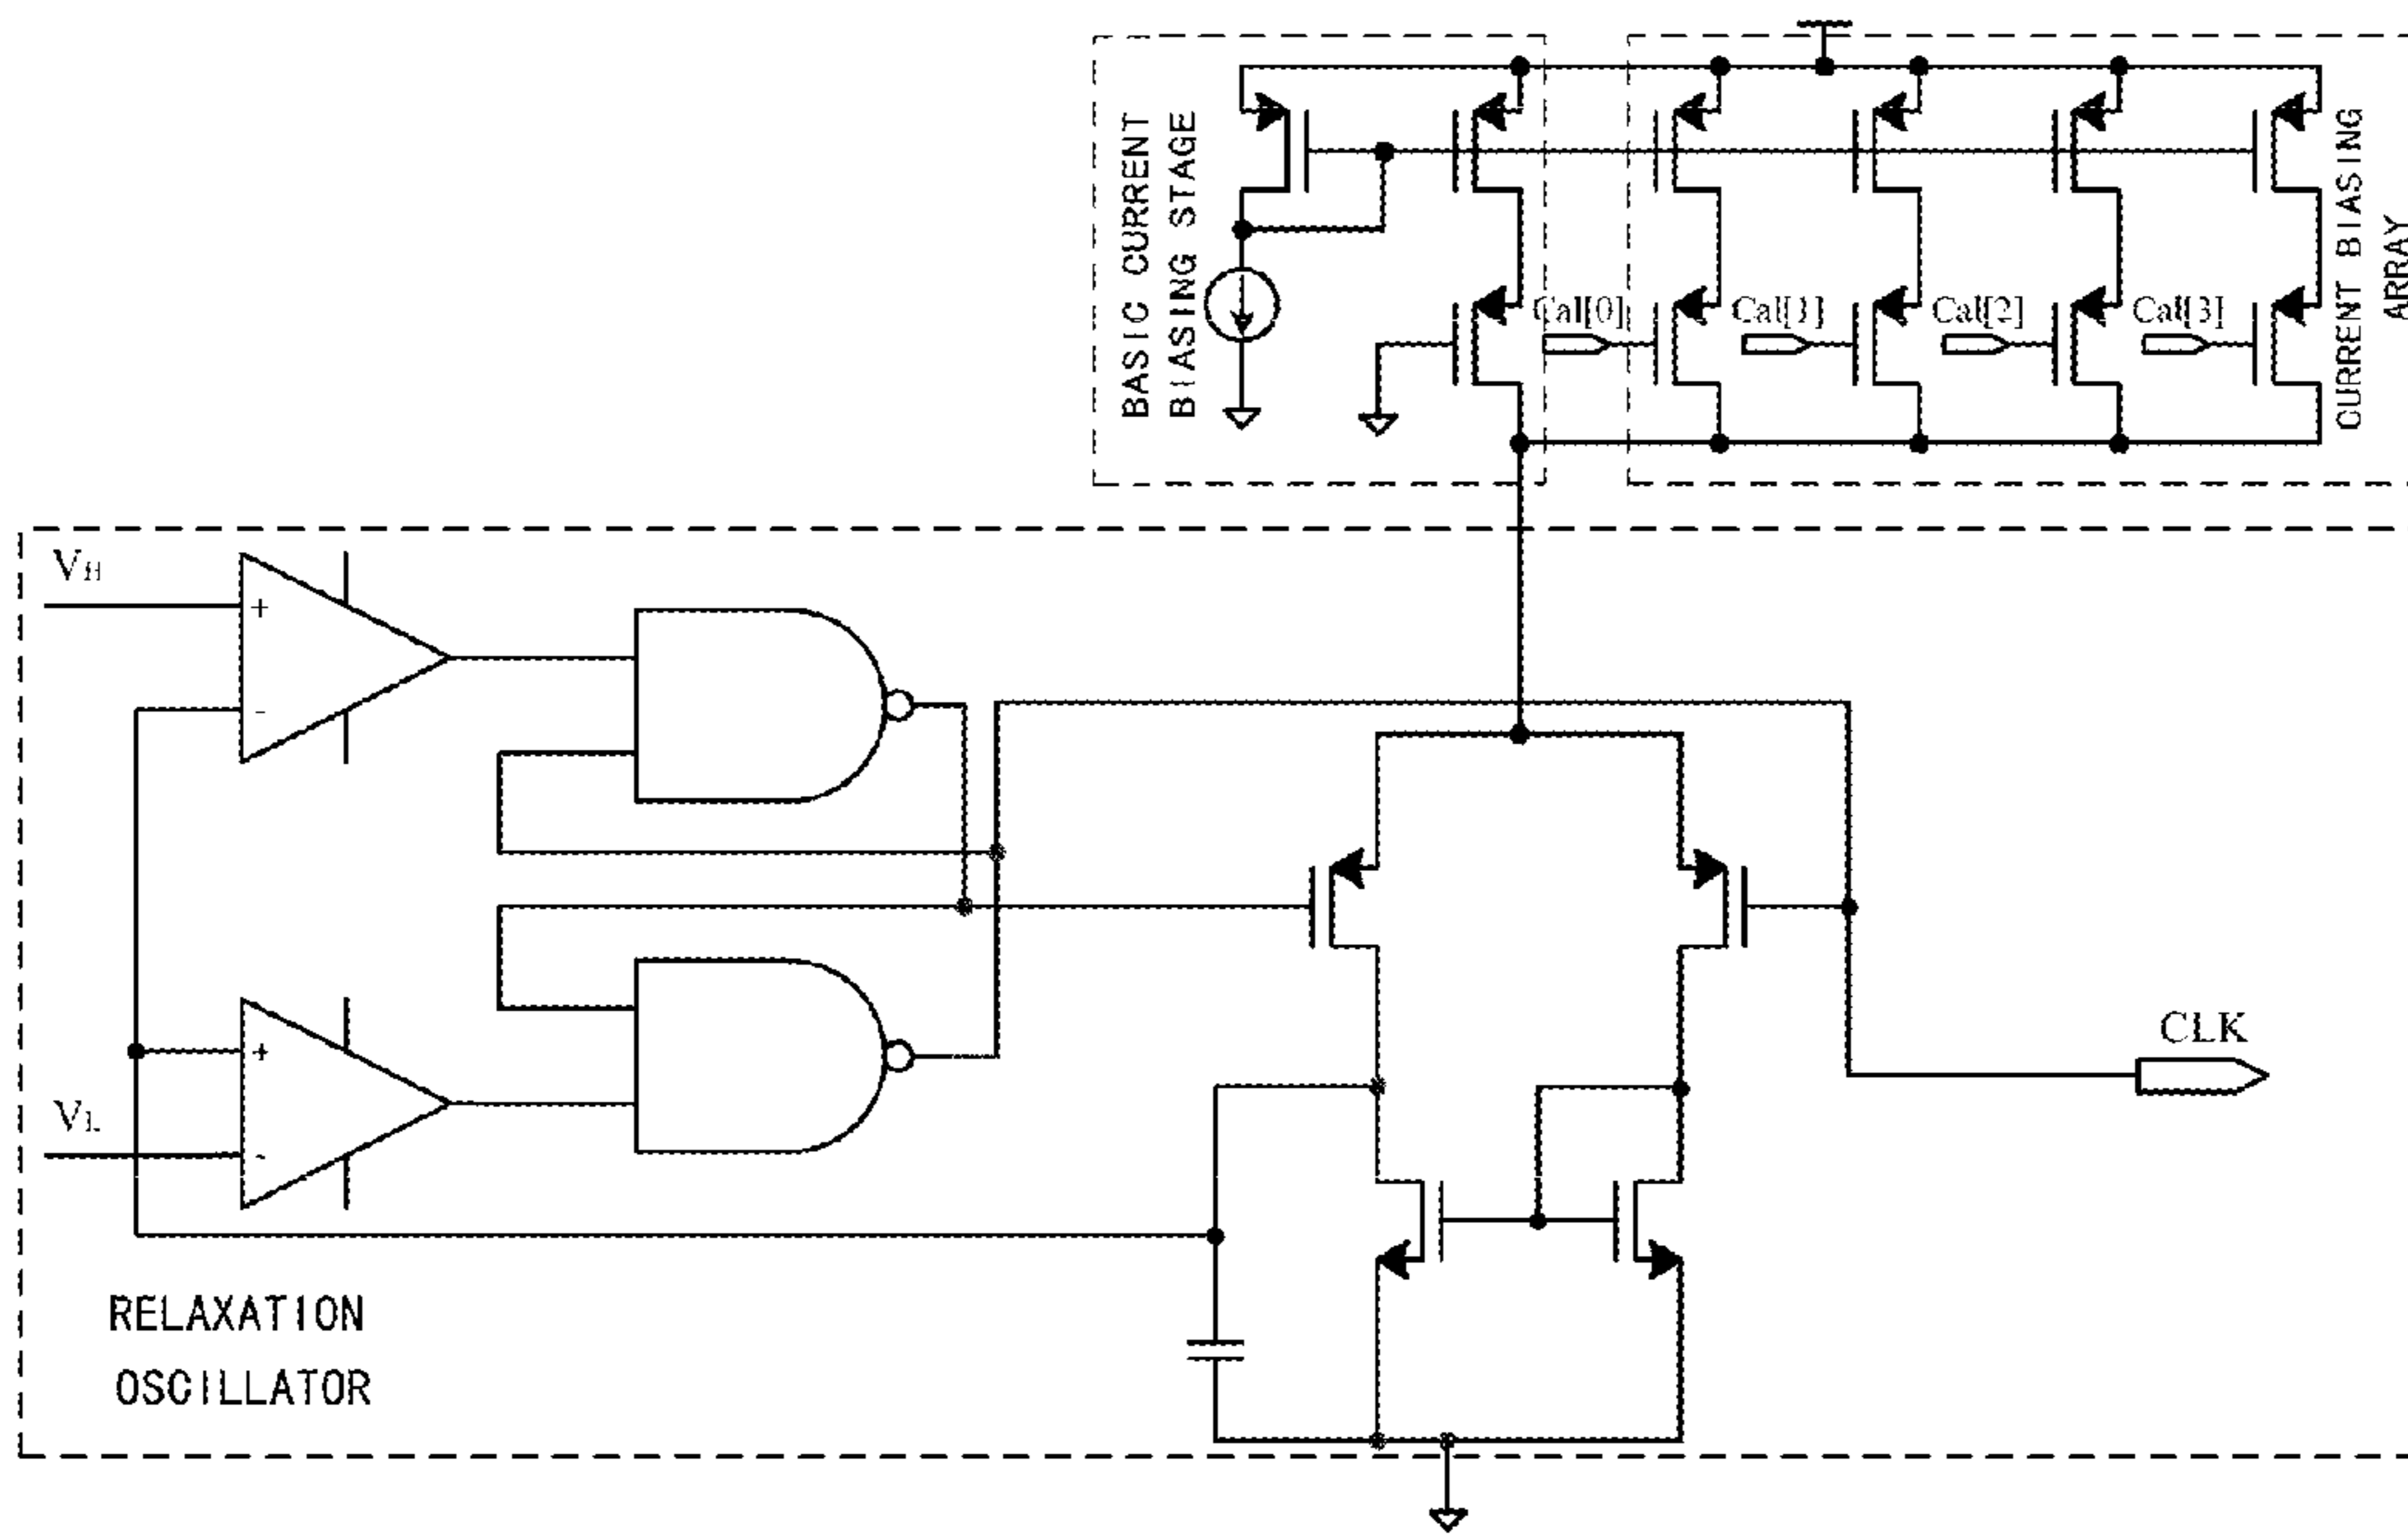 BASIC CURRENT
BIASING STAGE
Cal[0]
Cal[1]
Cal[2]
Cal[3]
CURRENT BIASING
ARRAY
VH
+
-
+
VL
-
CLK
RELAXATION
OSCILLATOR